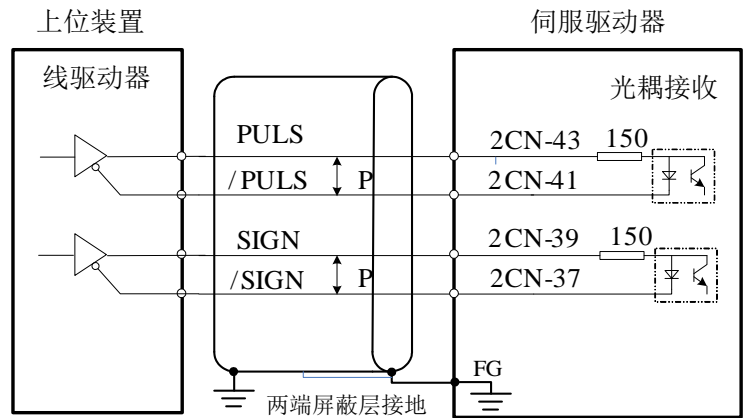 上位装置
伺服驱动器
线驱动器
光耦接收
PULS
2CN-43
150
/PULS
P
2CN-41
SIGN
2CN-39
150
/SIGN
P
2CN-37
FG
两端屏蔽层接地